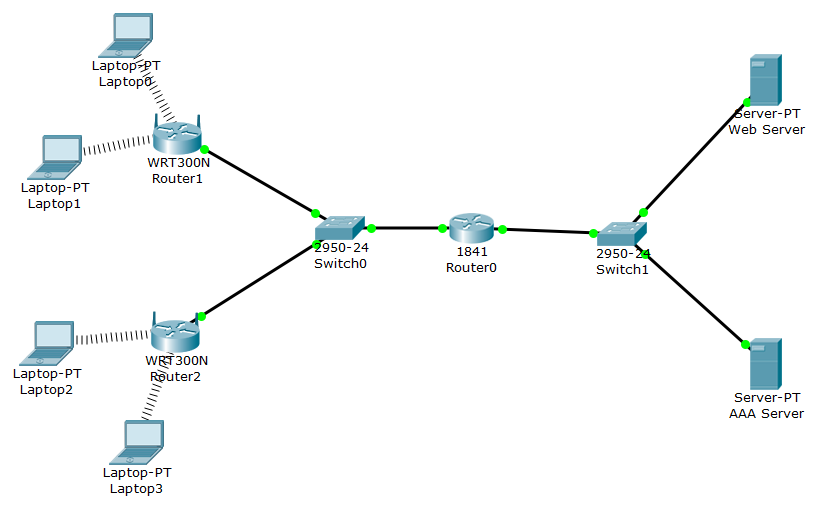 Laptop-PT
Laptop0
Laptop-PT
Laptop1
WRT300N
Router1
2950-24
Switch0
1841
Router0
2950-24
Switch1
Server-PT
Web Server
WRT300N
Router2
Laptop-PT
Laptop2
Laptop-PT
Laptop3
Server-PT
AAA Server